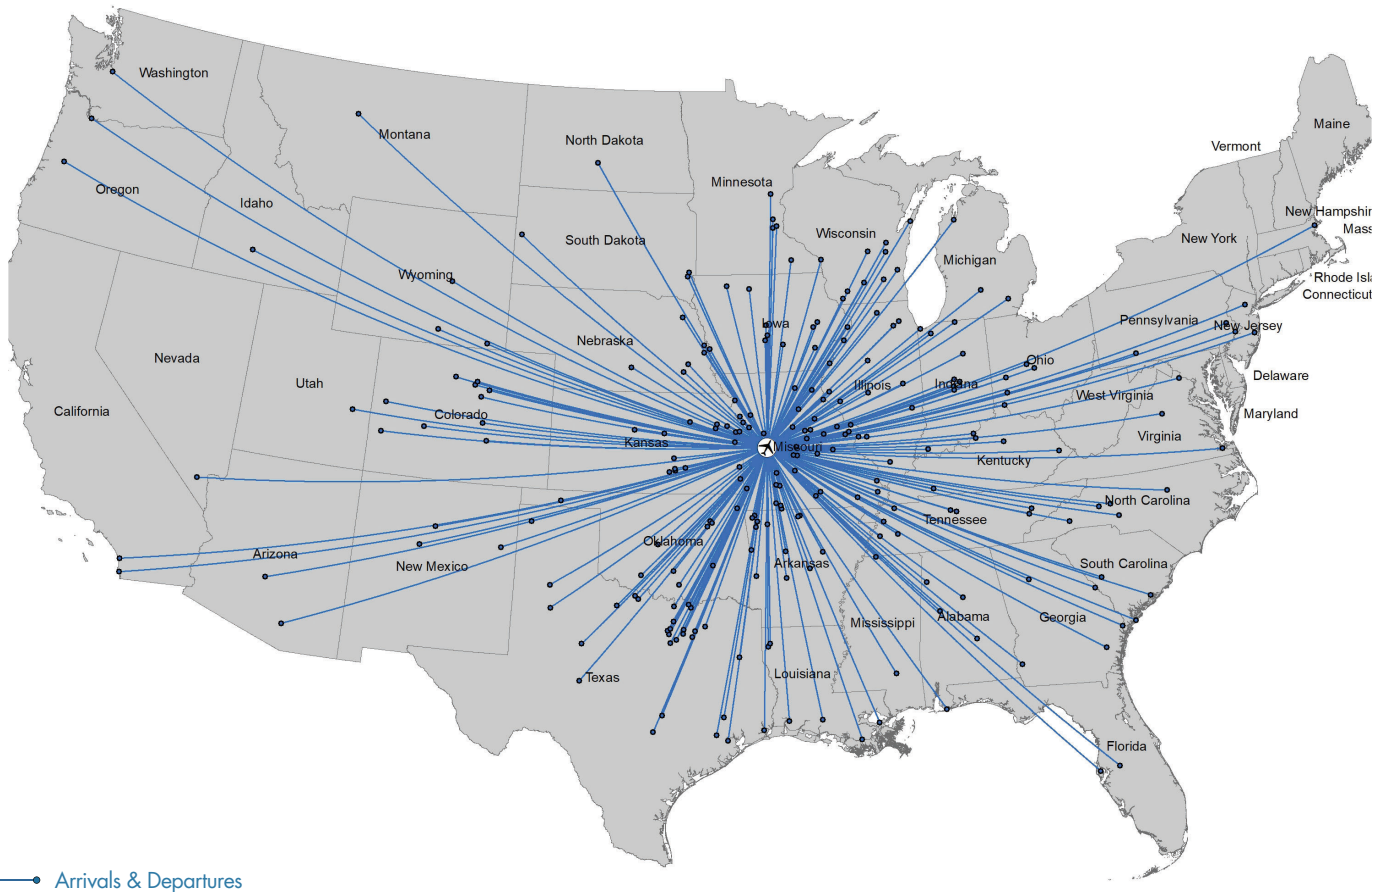 Washington
Montana
North Dakota
Minnesota
Vermont
Maine
Oregon
Idaho
Wyoming
South Dakota
Wisconsin
Michigan
New York
New Hampshir
Mass
Rhode Isl
Connecticut
Nevada
Utah
Colorado
Nebraska
Iowa
Illinois
Indiana
Ohio
Pennsylvania
New Jersey
Delaware
Maryland
West Virginia
Virginia
California
Kansas
Missouri
Kentucky
Arizona
New Mexico
Oklahoma
Arkansas
Tennessee
North Carolina
South Carolina
Texas
Louisiana
Mississippi
Alabama
Georgia
Florida
Arrivals & Departures